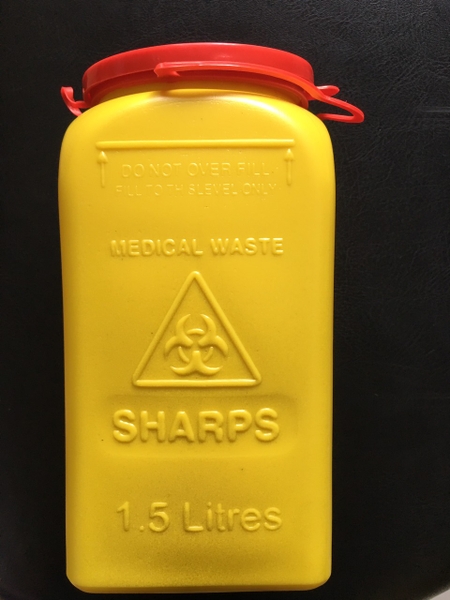 DO NOT OVER FILL
FILL TO THIS LEVEL ONLY
MEDICAL WASTE
SHARPS
1.5 Litres